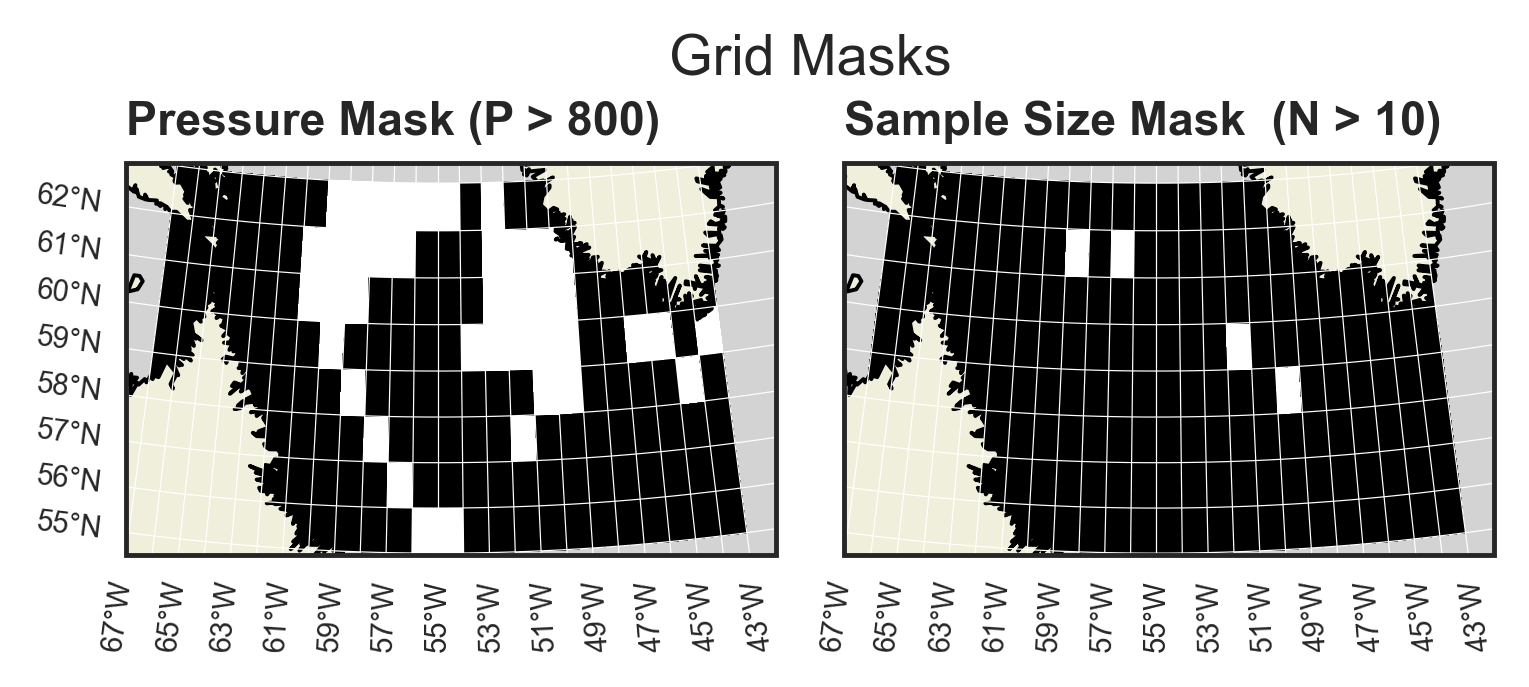 Grid Masks
Pressure Mask (P > 800)
Sample Size Mask  (N > 10)
62°N
61°N
60°N
59°N
58°N
57°N
56°N
55°N
67°W 65°W 63°W 61°W 59°W 57°W 55°W 53°W 51°W 49°W 47°W 45°W 43°W
67°W 65°W 63°W 61°W 59°W 57°W 55°W 53°W 51°W 49°W 47°W 45°W 43°W